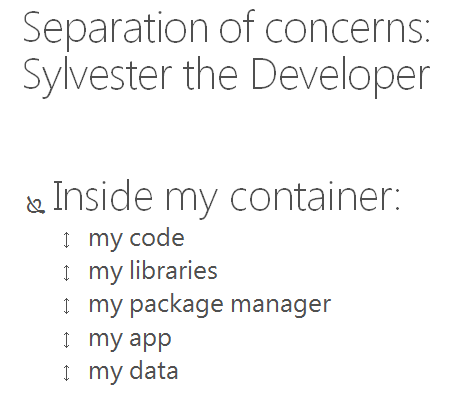 Separation of concerns:
Sylvester the Developer
Inside my container:
my code
my libraries
my package manager
my app
my data